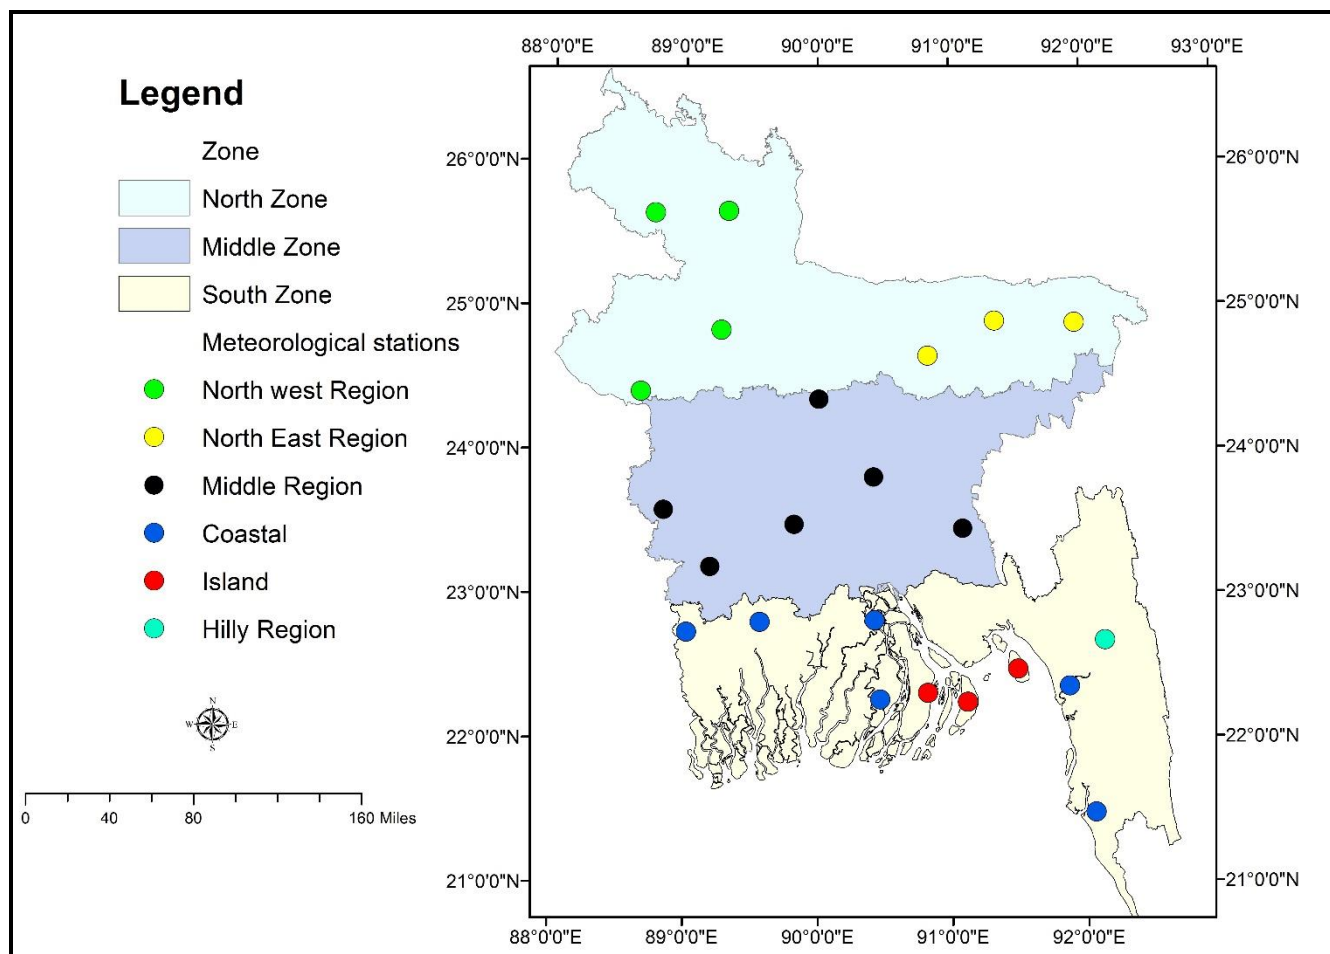 88°0'0"E 89°0'0"E 90°0'0"E 91°0'0"E 92°0'0"E 93°0'0"E
Legend
Zone
North Zone
Middle Zone
South Zone
Meteorological stations
North west Region
North East Region
Middle Region
Coastal
Island
Hilly Region
N
W E
S
0 40 80 160 Miles
26°0'0"N
25°0'0"N
24°0'0"N
23°0'0"N
22°0'0"N
21°0'0"N
26°0'0"N
25°0'0"N
24°0'0"N
23°0'0"N
22°0'0"N
21°0'0"N
88°0'0"E 89°0'0"E 90°0'0"E 91°0'0"E 92°0'0"E